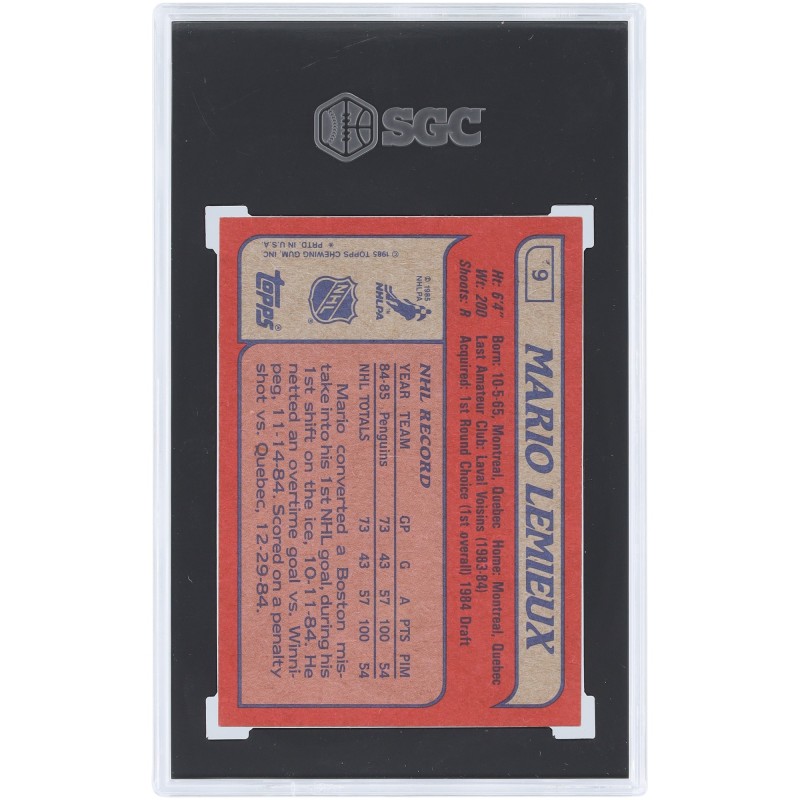 SGC
9
MARIO LEMIEUX
Ht: 6'4" Born: 10-5-65, Montreal, Quebec Home: Montreal, Quebec
Wt: 200 Last Amateur Club: Laval Voisins (1983-84)
Shoots: R Acquired: 1st Round Choice (1st overall) 1984 Draft
© 1985
NHLPA
NHLPA
NHL
topps®
© 1985 TOPPS CHEWING GUM, INC.
* PRTD. IN U.S.A.
NHL RECORD
YEAR TEAM GP G A PTS PIM
84-85 Penguins 73 43 57 100 54
NHL TOTALS 73 43 57 100 54
Mario converted a Boston mis-
take into his 1st NHL goal, during his
1st shift on the ice, 10-11-84. He
netted an overtime goal vs. Winni-
peg, 11-14-84. Scored on a penalty
shot vs. Quebec, 12-29-84.